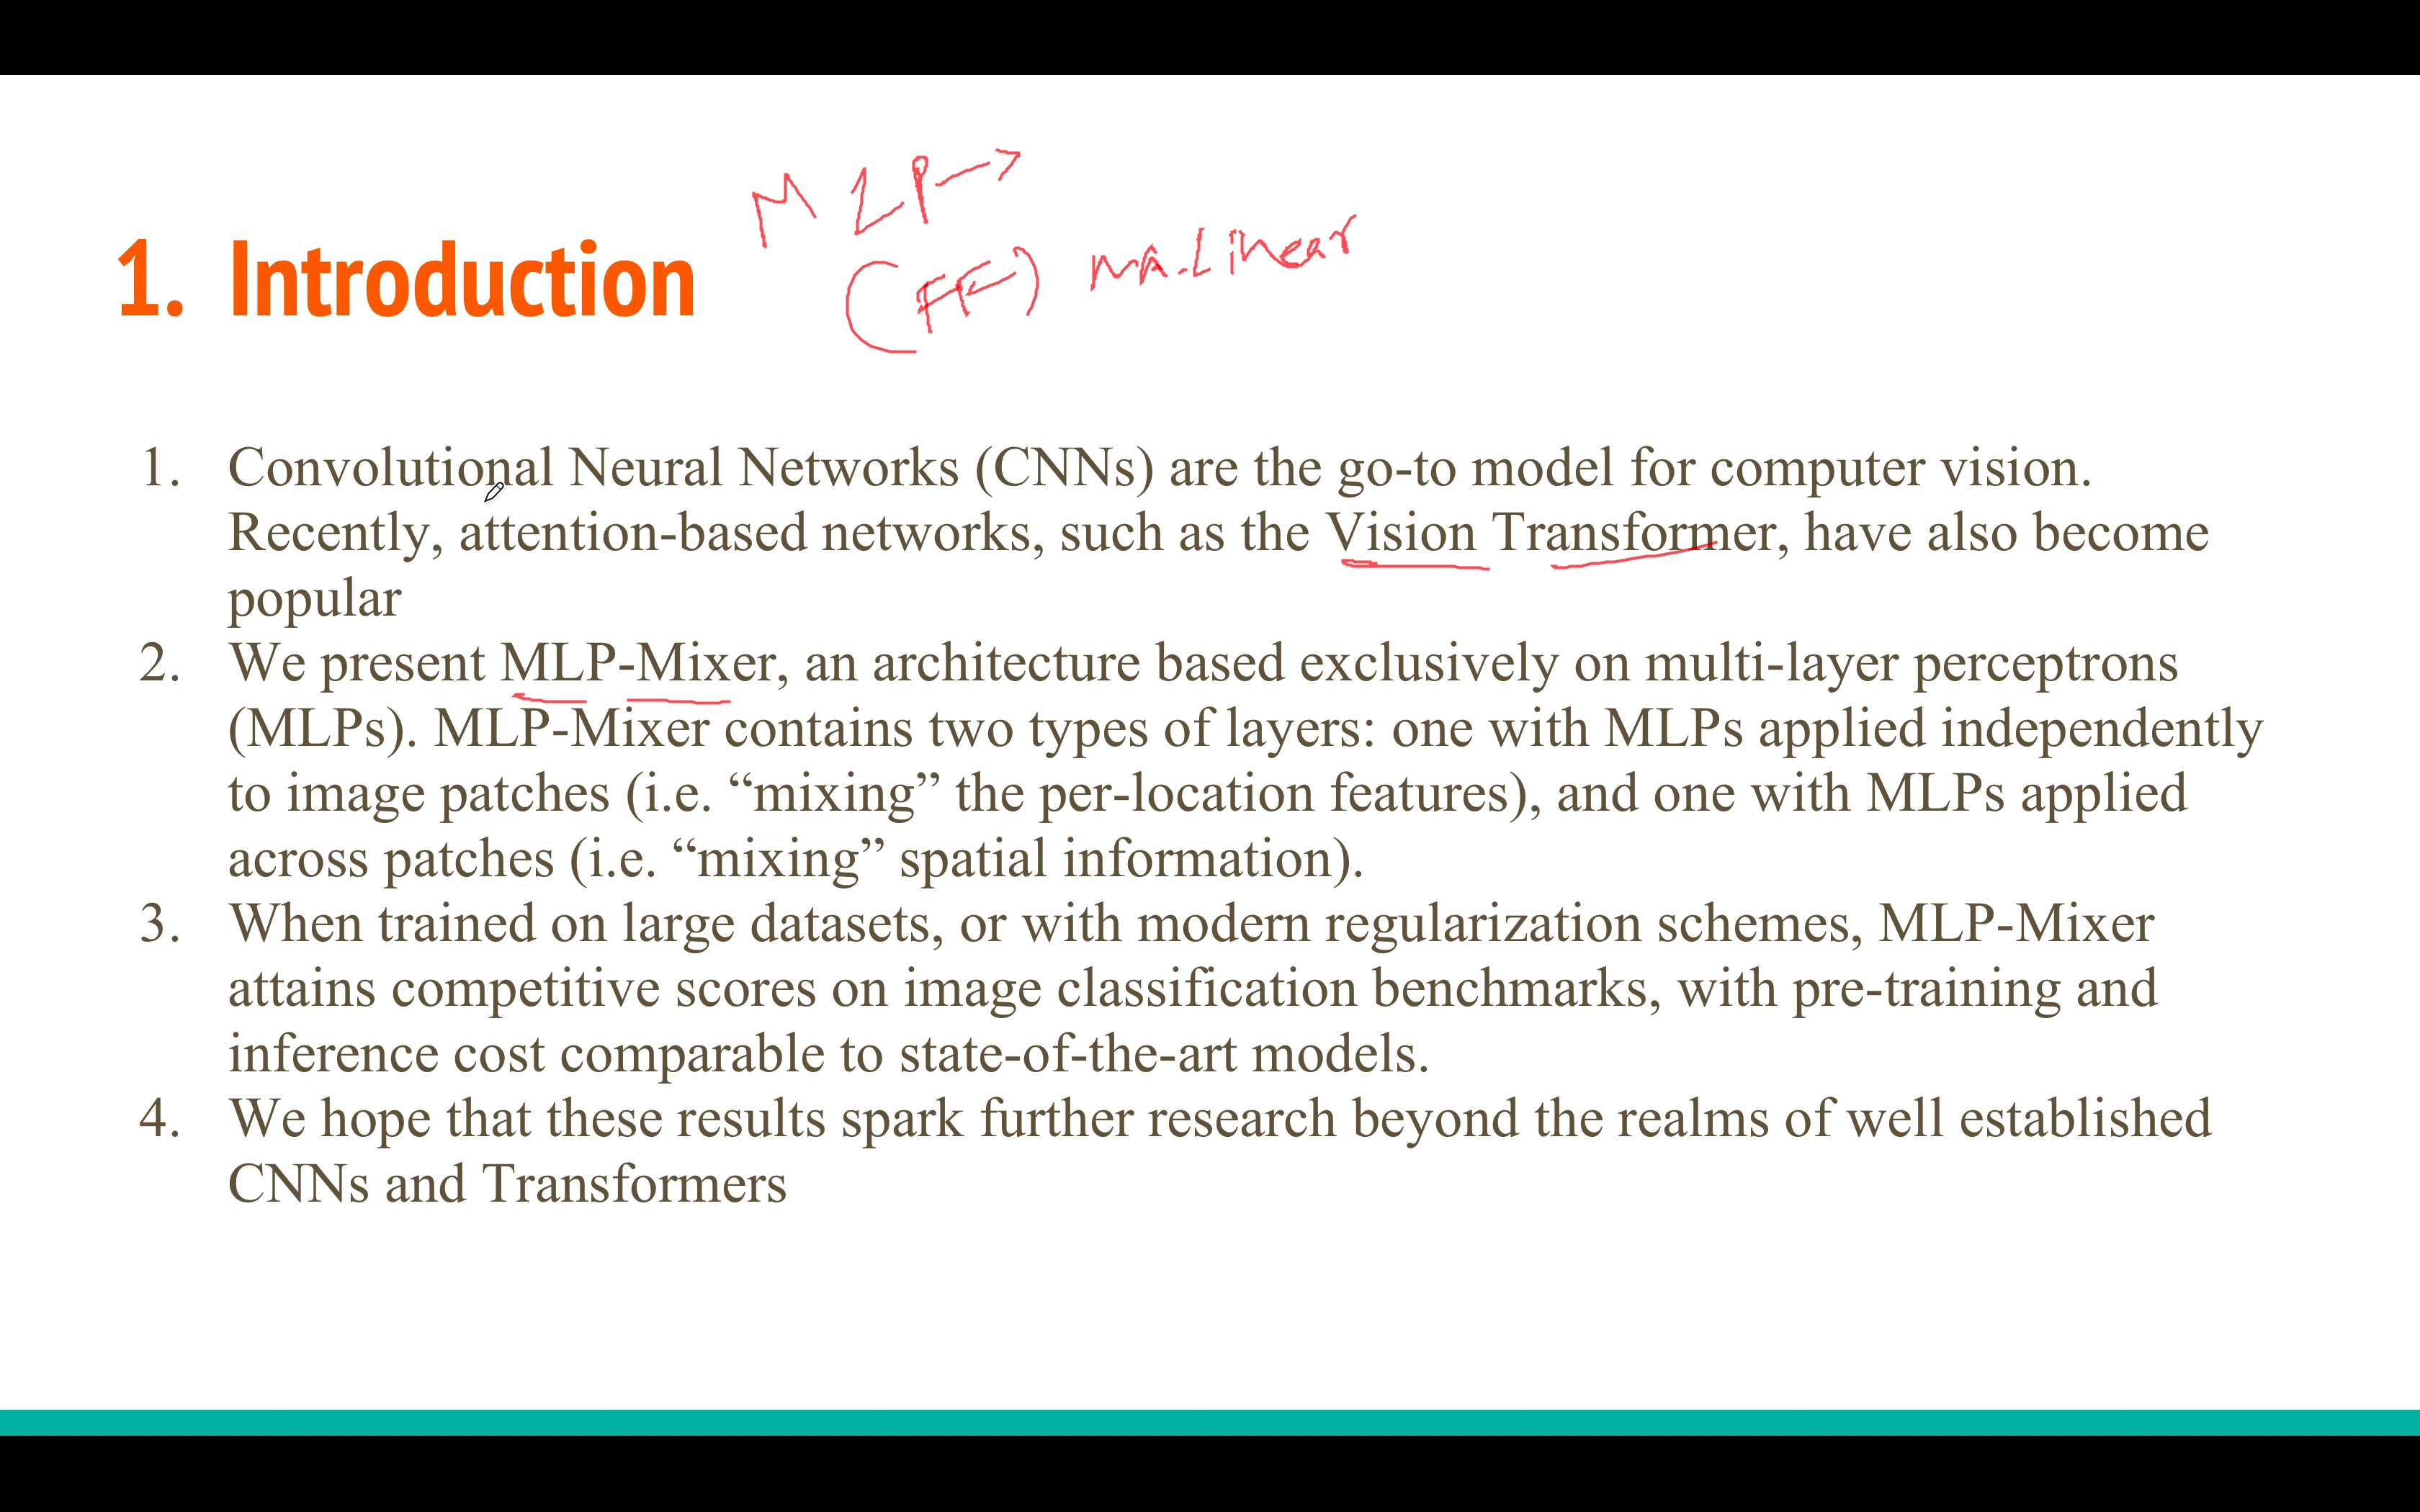 MLP
1. Introduction
1. Convolutional Neural Networks (CNNs) are the go-to model for computer vision.
Recently, attention-based networks, such as the Vision Transformer, have also become
popular
2. We present MLP-Mixer, an architecture based exclusively on multi-layer perceptrons
(MLPs). MLP-Mixer contains two types of layers: one with MLPs applied independently
to image patches (i.e. “mixing” the per-location features), and one with MLPs applied
across patches (i.e. “mixing” spatial information).
3. When trained on large datasets, or with modern regularization schemes, MLP-Mixer
attains competitive scores on image classification benchmarks, with pre-training and
inference cost comparable to state-of-the-art models.
4. We hope that these results spark further research beyond the realms of well established
CNNs and Transformers